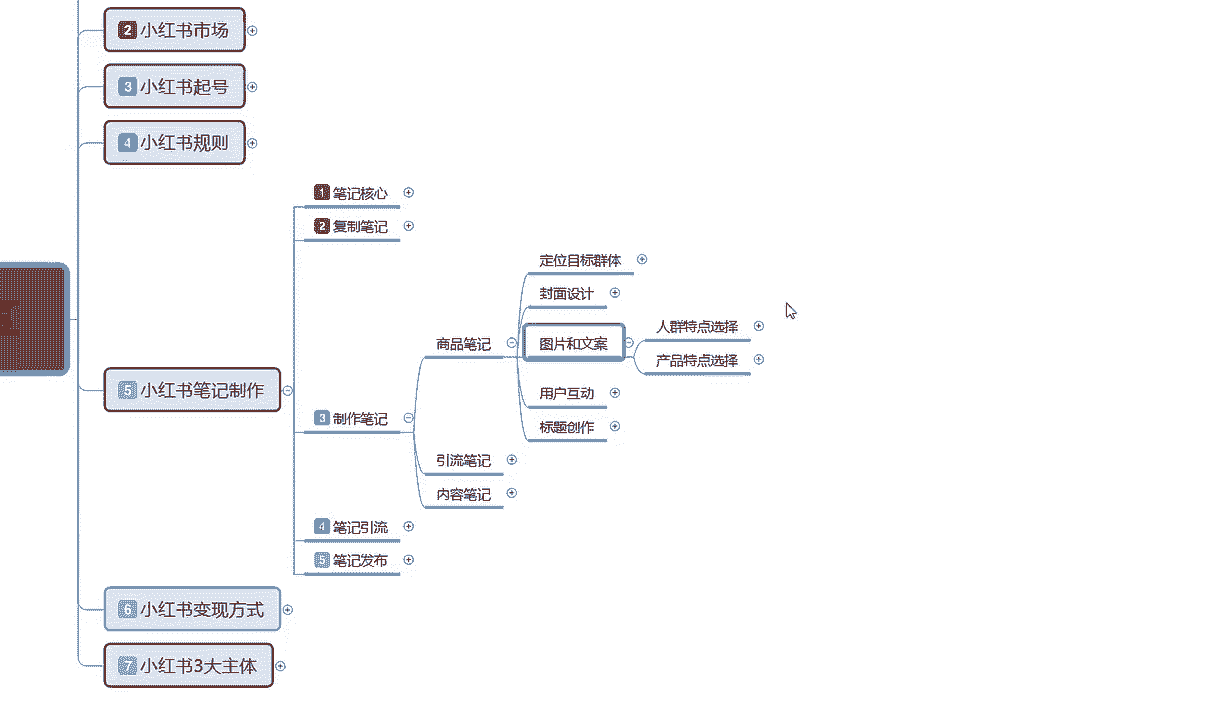 2 小红书市场
3 小红书起号
4 小红书规则
5 小红书笔记制作
1 笔记核心
2 复制笔记
3 制作笔记
商品笔记
定位目标群体
封面设计
图片和文案
人群特点选择
产品特点选择
用户互动
标题创作
引流笔记
内容笔记
4 笔记引流
5 笔记发布
6 小红书变现方式
7 小红书3大主体